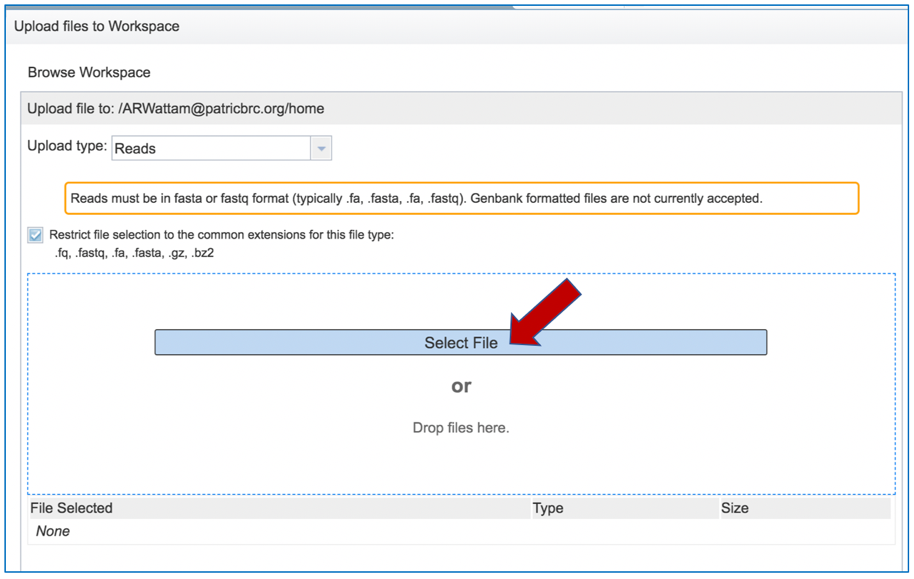 Upload files to Workspace
Browse Workspace
Upload file to: /ARWattam@patricbrc.org/home
Upload type: Reads
Reads must be in fasta or fastq format (typically .fa, .fasta, .fa, .fastq). Genbank formatted files are not currently accepted.
Restrict file selection to the common extensions for this file type:
.fq, .fastq, .fa, .fasta, .gz, .bz2
Select File
or
Drop files here.
File Selected Type Size
None